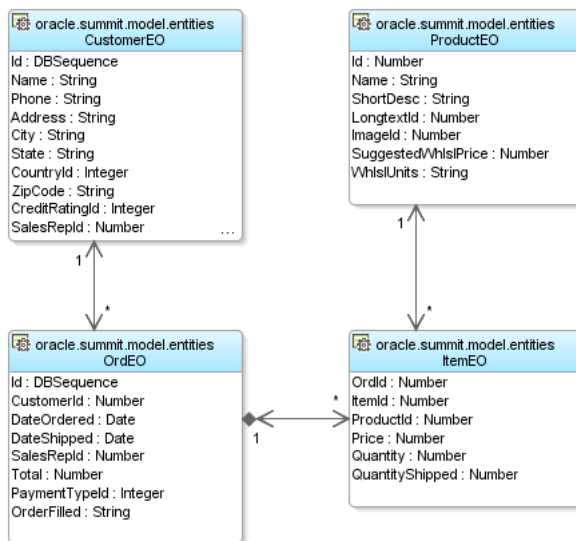 oracle.summit.model.entities
CustomerEO
Id : DBSequence
Name : String
Phone : String
Address : String
City : String
State : String
CountryId : Integer
ZipCode : String
CreditRatingId : Integer
SalesRepId : Number
...
oracle.summit.model.entities
ProductEO
Id : Number
Name : String
ShortDesc : String
LongtextId : Number
ImageId : Number
SuggestedWhlslPrice : Number
WhlslUnits : String
1
*
1
*
oracle.summit.model.entities
OrdEO
Id : DBSequence
CustomerId : Number
DateOrdered : Date
DateShipped : Date
SalesRepId : Number
Total : Number
PaymentTypeId : Integer
OrderFilled : String
1
*
oracle.summit.model.entities
ItemEO
OrdId : Number
ItemId : Number
ProductId : Number
Price : Number
Quantity : Number
QuantityShipped : Number